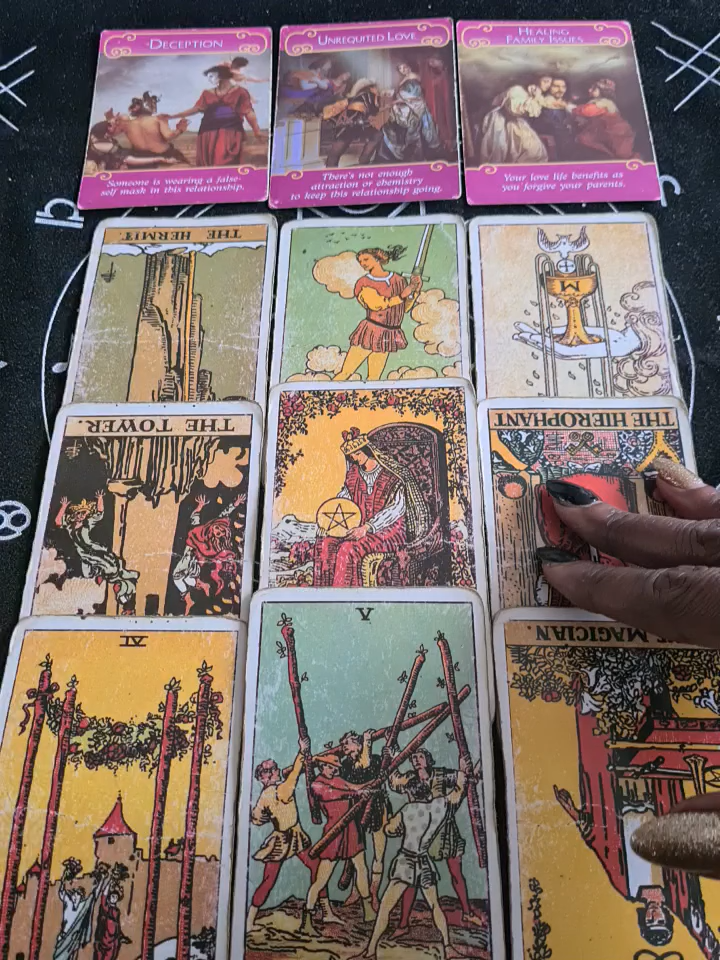 DECEPTION
Someone is wearing a false-
self mask in this relationship.
UNREQUITED LOVE
There's not enough
attraction or chemistry
to keep this relationship going.
HEALING
FAMILY ISSUES
Your love life benefits as
you forgive your parents.
THE HERMIT.
M
THE TOWER.
THE HIEROPHANT
IV
V
MAGICIAN.